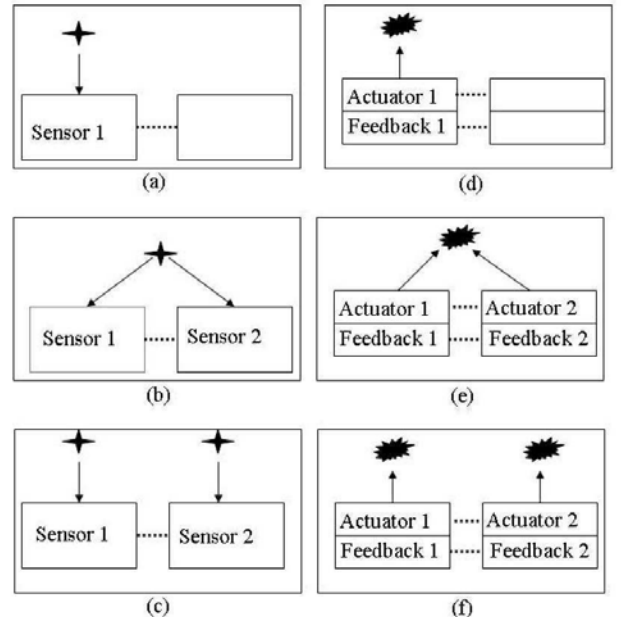 Sensor 1
(a)
Actuator 1
Feedback 1
(d)
Sensor 1
Sensor 2
(b)
Actuator 1
Actuator 2
Feedback 1
Feedback 2
(e)
Sensor 1
Sensor 2
(c)
Actuator 1
Actuator 2
Feedback 1
Feedback 2
(f)